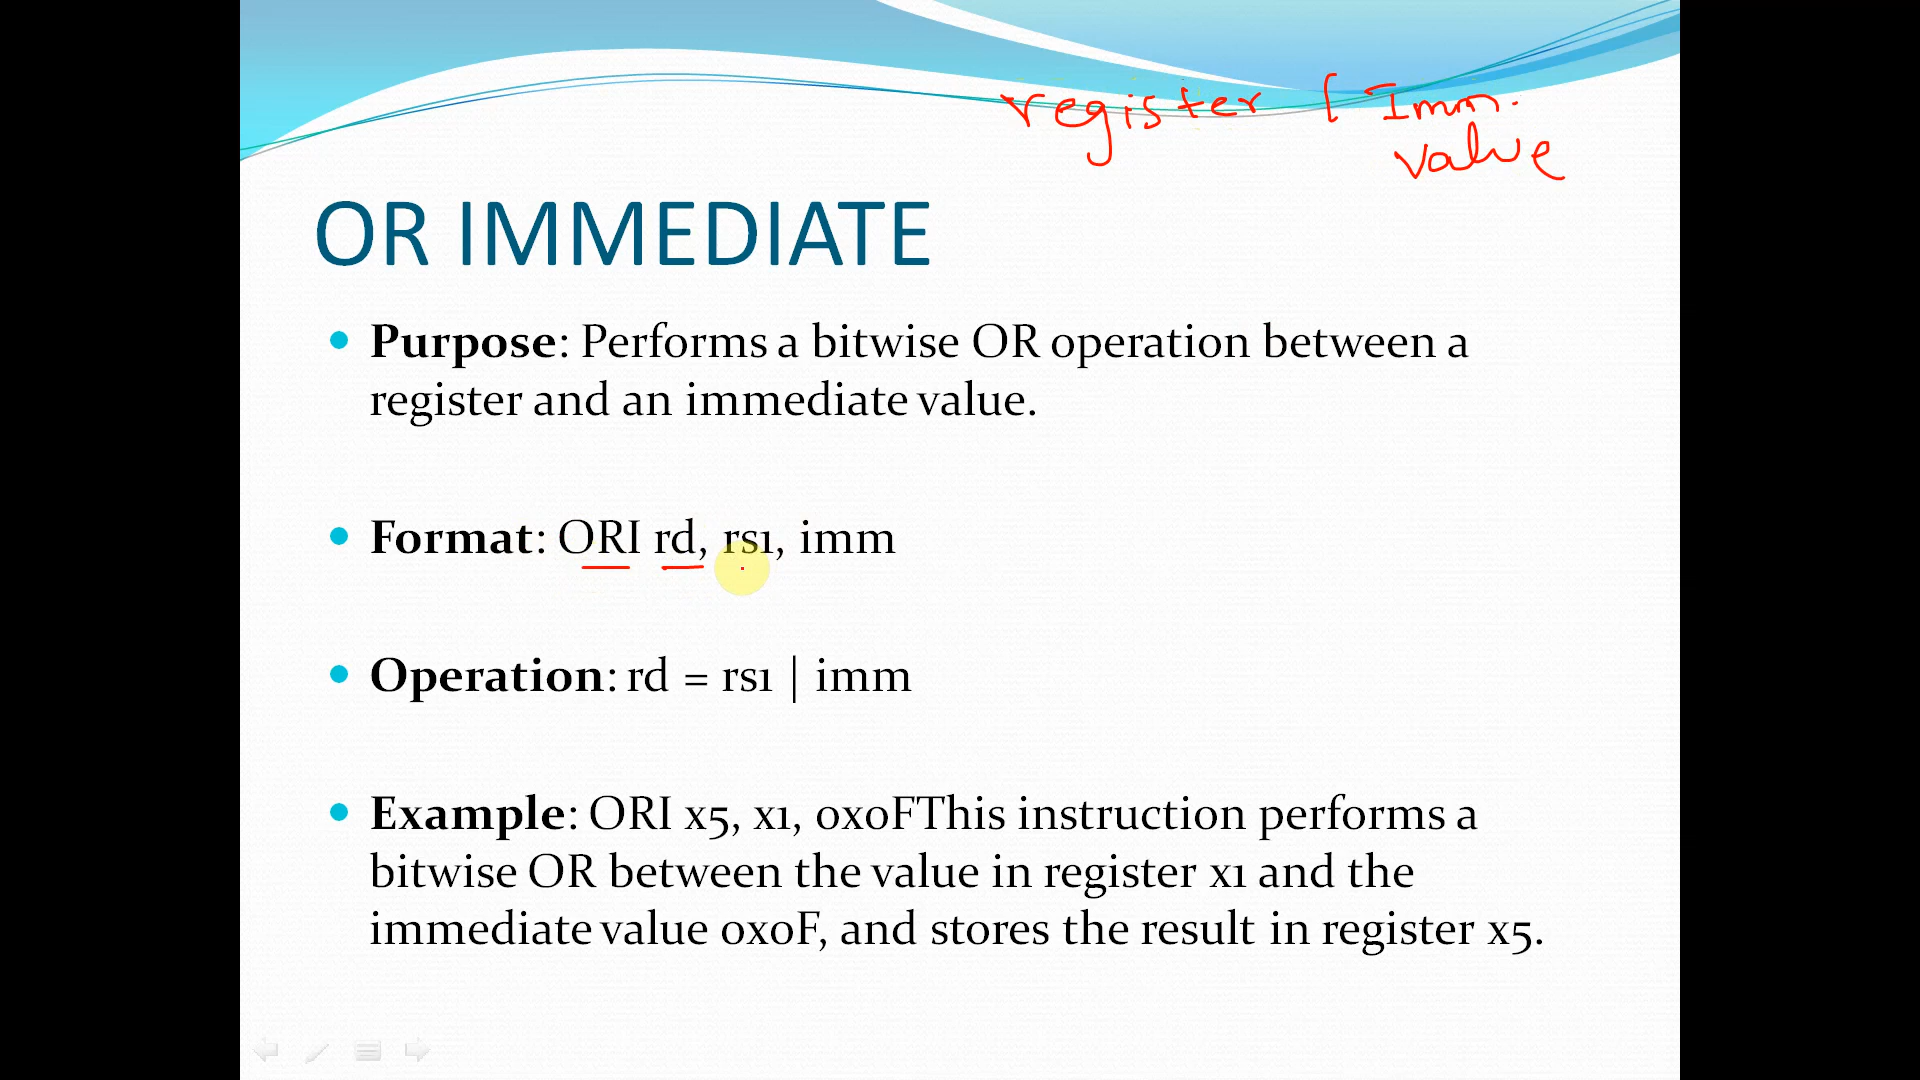 register | Imm.
value
OR IMMEDIATE
• Purpose: Performs a bitwise OR operation between a
register and an immediate value.
• Format: ORI rd, rs1, imm
• Operation: rd = rs1 | imm
• Example: ORI x5, x1, 0x0FThis instruction performs a
bitwise OR between the value in register x1 and the
immediate value 0x0F, and stores the result in register x5.